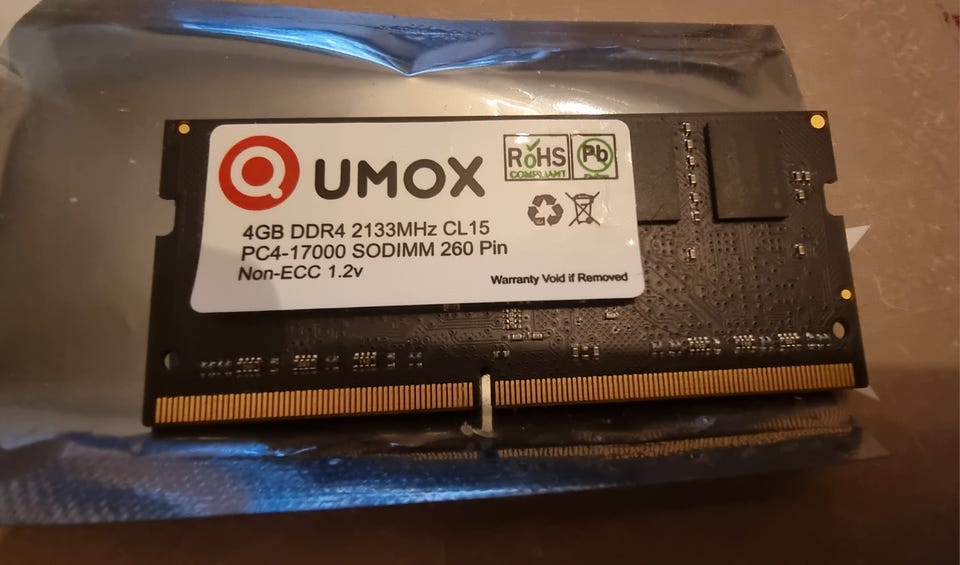 QUMOX
RoHS
COMPLIANT
Pb
4GB DDR4 2133MHz CL15
PC4-17000 SODIMM 260 Pin
Non-ECC 1.2v
Warranty Void if Removed